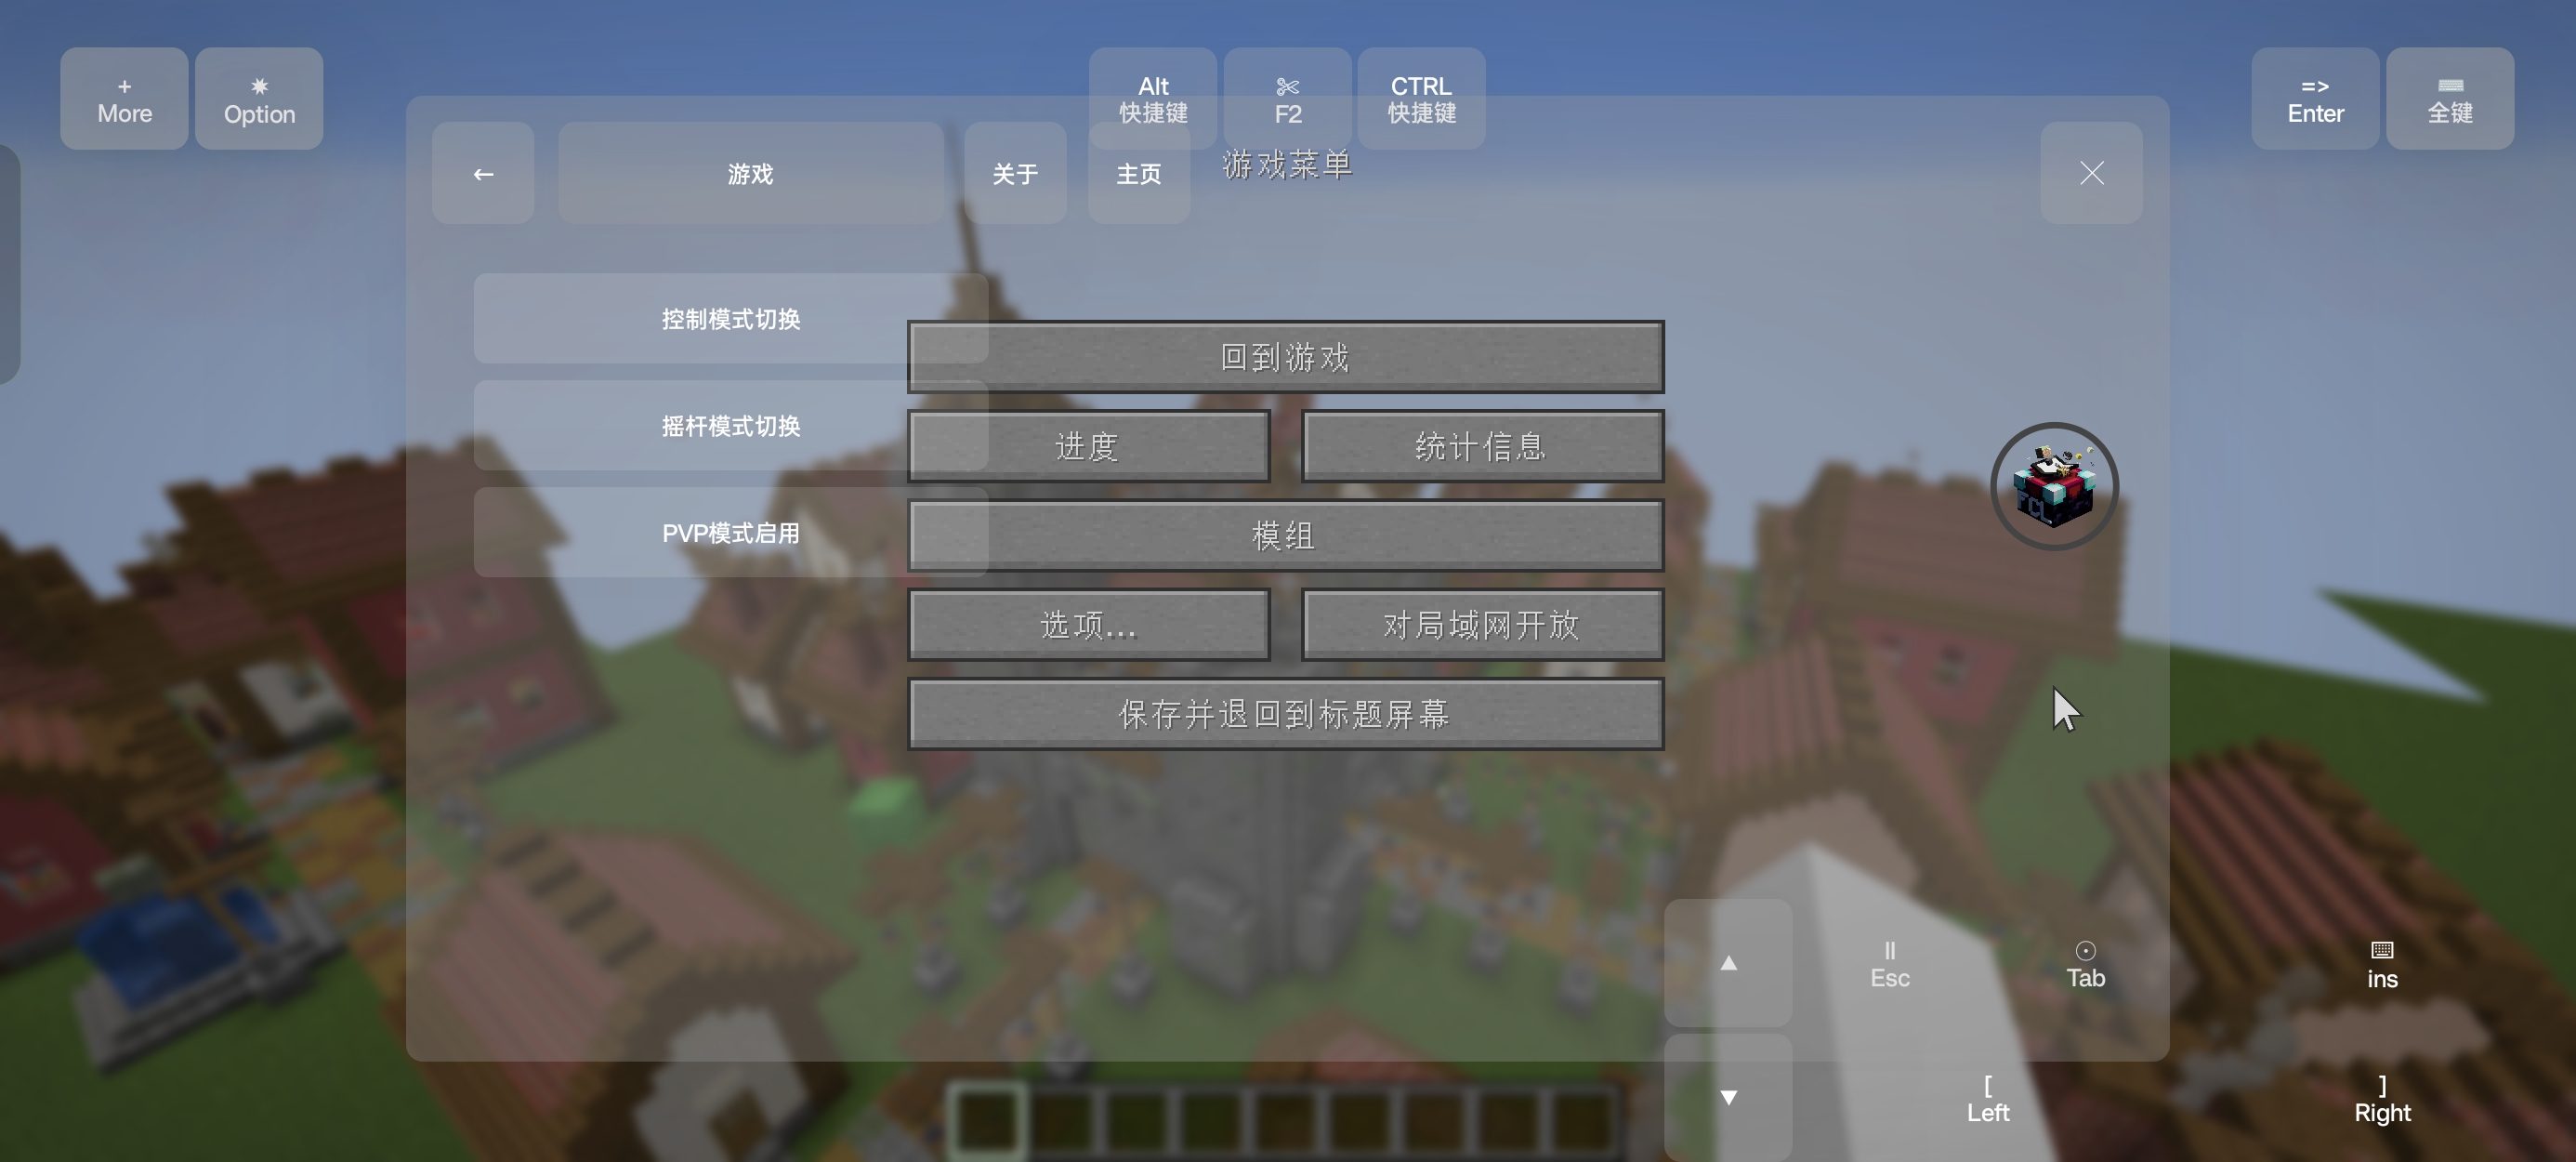 +
More
✷
Option
Alt
快捷键
✄
F2
CTRL
快捷键
=>
Enter
全键
←
游戏
关于
主页
游戏菜单
×
控制模式切换
回到游戏
摇杆模式切换
进度
统计信息
PVP模式启用
模组
FCL
选项...
对局域网开放
保存并退回到标题屏幕
▲
II
Esc
⊙
Tab
ins
▼
[
Left
]
Right